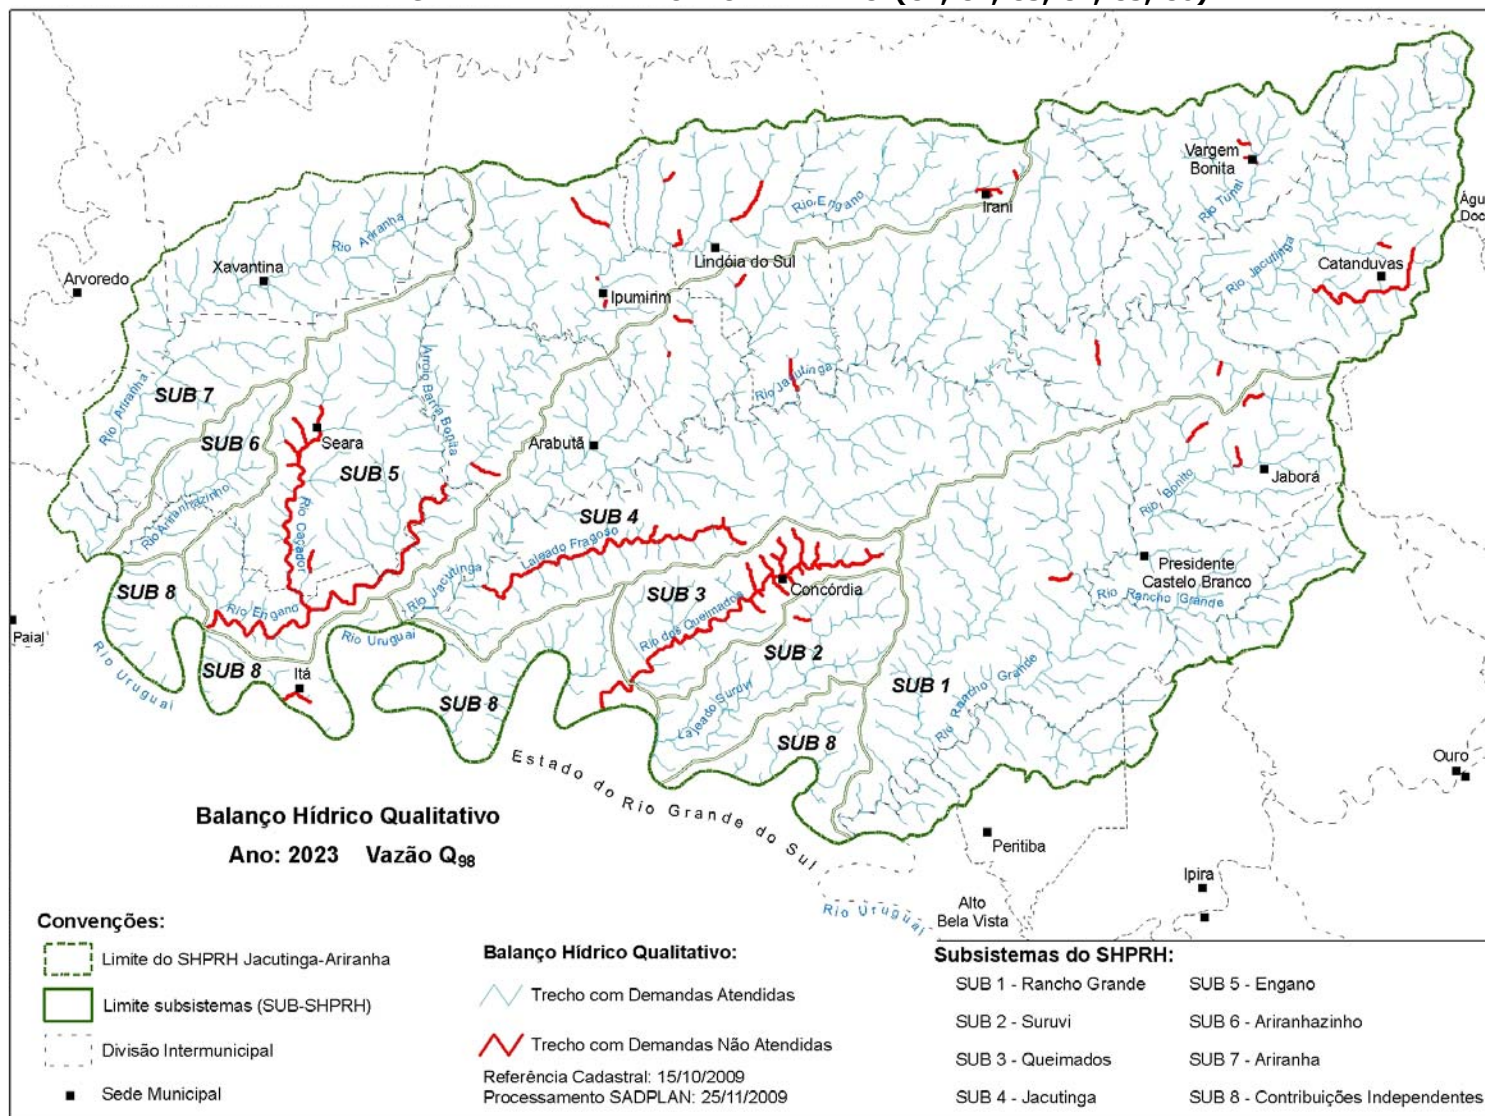 Vargem
Bonita
Rio Tunal
Água
Doc
Rio Engano
Irani
Rio Ariranha
Lindóia do Sul
Rio Jacutinga
Catanduvas
Xavantina
Arvoredo
Ipumirim
Arroio Barra Bonita
Rio Jacutinga
Rio Ariranha
SUB 7
SUB 6
Seara
Arabutã
SUB 5
Jaborá
Rio Bonito
Rio Ariranhazinho
Rio Caçador
SUB 4
Lajeado Fragoso
Presidente
Castelo Branco
Rio Rancho Grande
SUB 8
Rio Engano
Rio Jacutinga
SUB 3
Concórdia
Rio dos Queimados
Paial
Rio Uruguai
Rio Uruguai
SUB 8
Itá
SUB 2
SUB 1
Rio Rancho Grande
Lajeado Suruvi
SUB 8
SUB 8
Estado do Rio Grande do Sul
Ouro
Balanço Hídrico Qualitativo
Ano: 2023 Vazão Q98
Peritiba
Ipira
Alto
Bela Vista
Rio Uruguai
Convenções:
Limite do SHPRH Jacutinga-Ariranha
Limite subsistemas (SUB-SHPRH)
Divisão Intermunicipal
Sede Municipal
Balanço Hídrico Qualitativo:
Trecho com Demandas Atendidas
Trecho com Demandas Não Atendidas
Referência Cadastral: 15/10/2009
Processamento SADPLAN: 25/11/2009
Subsistemas do SHPRH:
SUB 1 - Rancho Grande
SUB 2 - Suruvi
SUB 3 - Queimados
SUB 4 - Jacutinga
SUB 5 - Engano
SUB 6 - Ariranhazinho
SUB 7 - Ariranha
SUB 8 - Contribuições Independentes